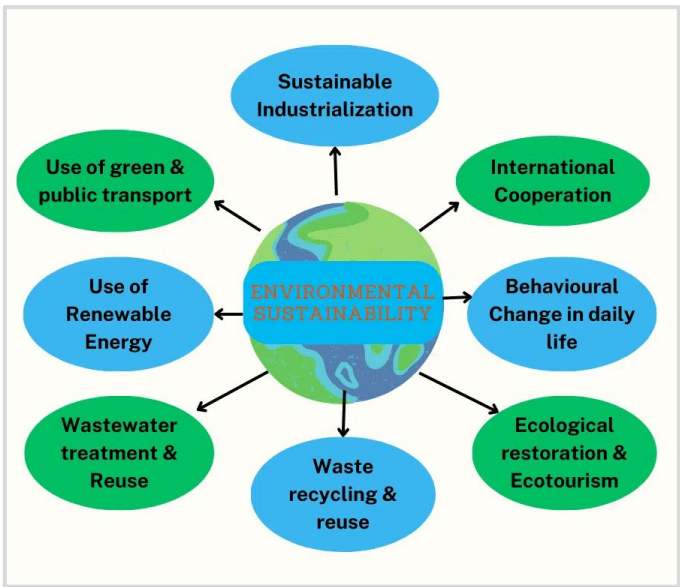 Sustainable
Industrialization
Use of green &
public transport
International
Cooperation
Use of
Renewable
Energy
ENVIRONMENTAL
SUSTAINABILITY
Behavioural
Change in daily
life
Wastewater
treatment &
Reuse
Waste
recycling &
reuse
Ecological
restoration &
Ecotourism